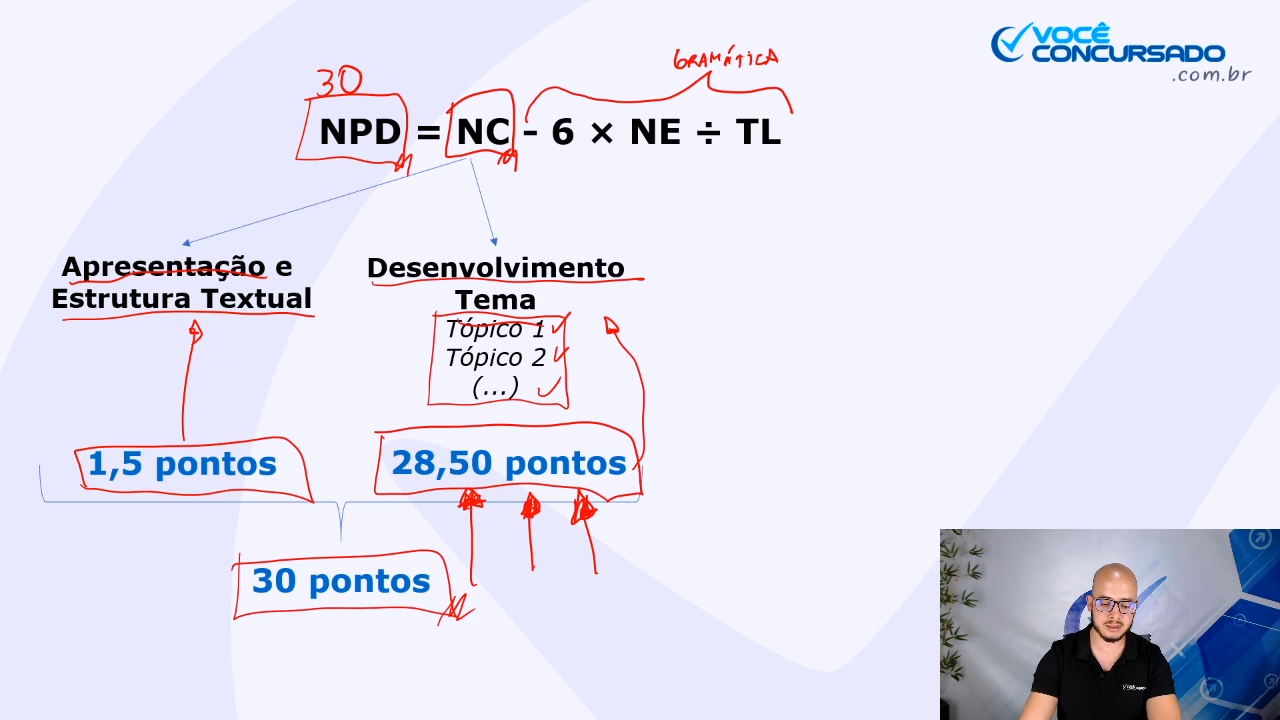 VOCÊ
CONCURSADO
.com.br
GRAMÁTICA
30
NPD = NC - 6 × NE ÷ TL
Apresentação e
Estrutura Textual
Desenvolvimento
Tema
Tópico 1
Tópico 2
(...)
1,5 pontos
28,50 pontos
30 pontos